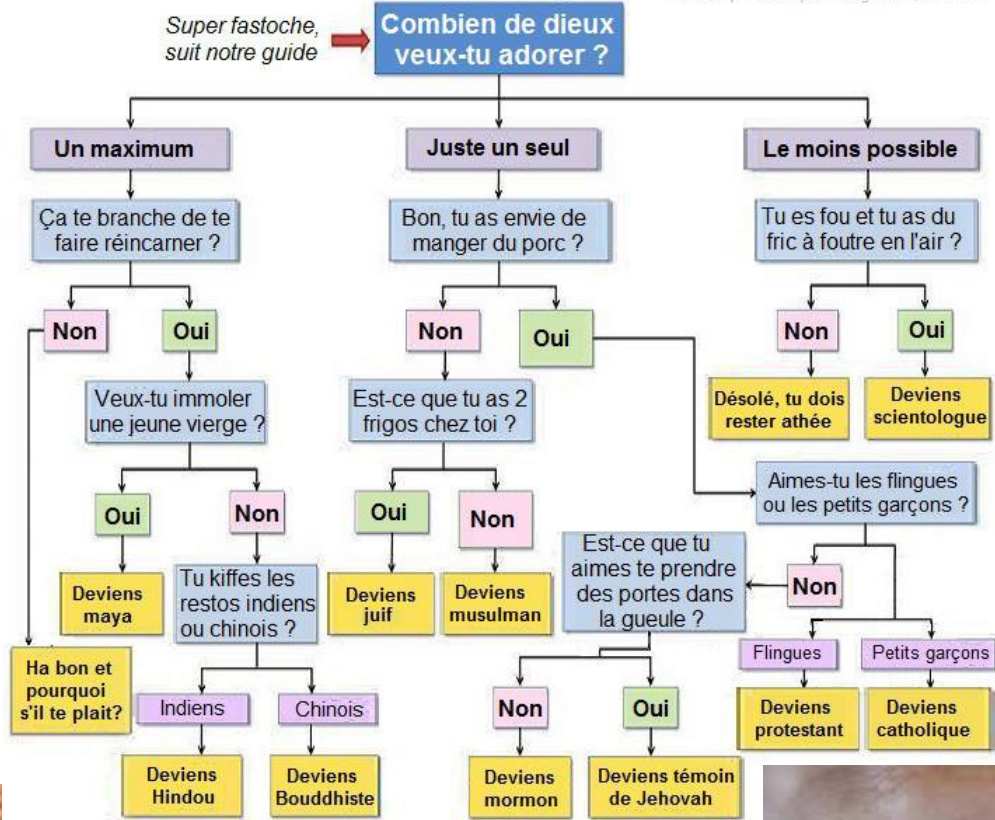 Super fastoche,
suit notre guide
Combien de dieux
veux-tu adorer ?
Un maximum
Juste un seul
Le moins possible
Ça te branche de te
faire réincarner ?
Bon, tu as envie de
manger du porc ?
Tu es fou et tu as du
fric à foutre en l'air ?
Non
Oui
Non
Oui
Non
Oui
Veux-tu immoler
une jeune vierge ?
Est-ce que tu as 2
frigos chez toi ?
Désolé, tu dois
rester athée
Deviens
scientologue
Aimes-tu les flingues
ou les petits garçons ?
Oui
Non
Oui
Non
Est-ce que tu
aimes te prendre
des portes dans
la gueule ?
Non
Deviens
maya
Tu kiffes les
restos indiens
ou chinois ?
Deviens
juif
Deviens
musulman
Ha bon et
pourquoi
s'il te plait?
Flingues
Petits garçons
Indiens
Chinois
Non
Oui
Deviens
protestant
Deviens
catholique
Deviens
Hindou
Deviens
Bouddhiste
Deviens
mormon
Deviens témoin
de Jehovah